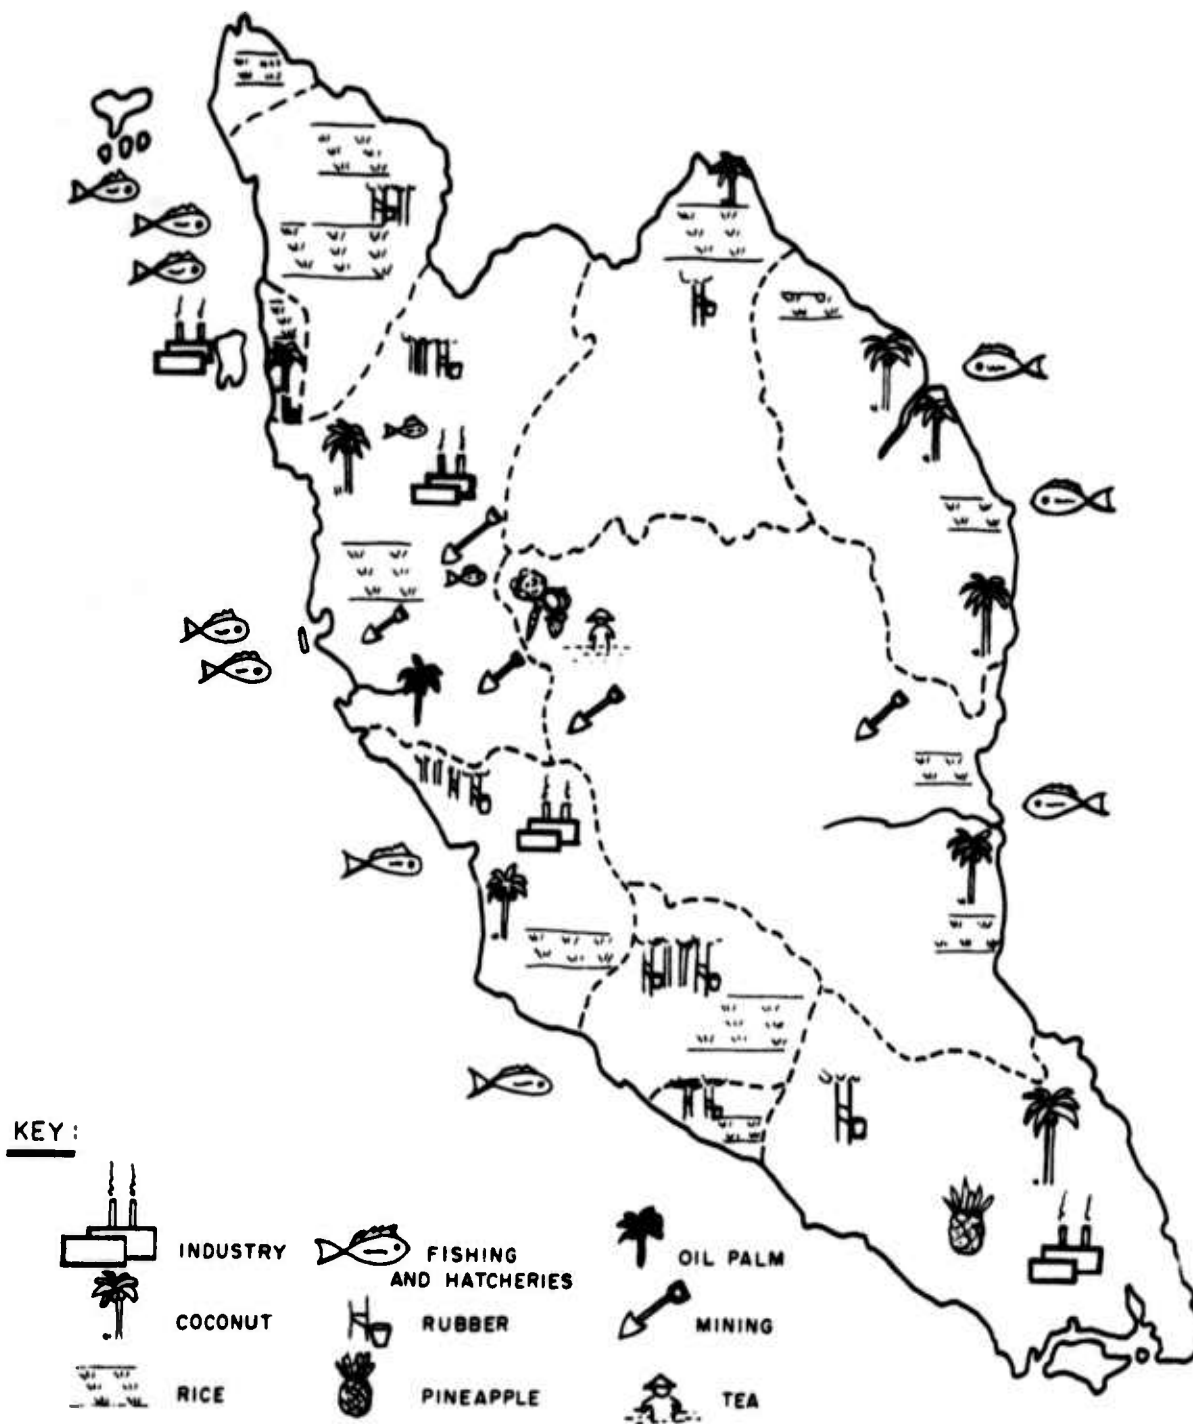 KEY:
INDUSTRY
FISHING
AND HATCHERIES
OIL PALM
COCONUT
RUBBER
MINING
RICE
PINEAPPLE
TEA